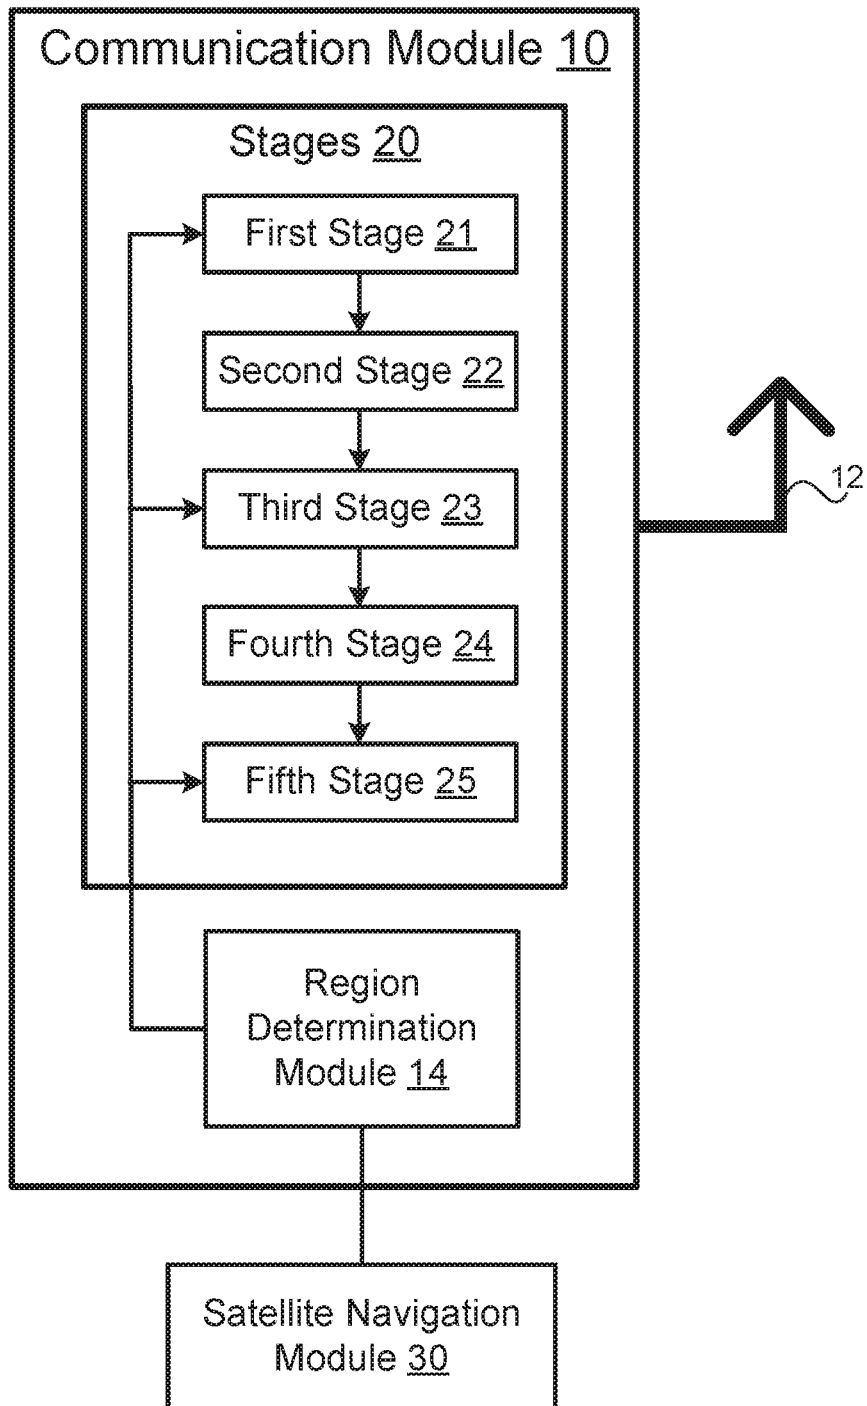 Communication Module 10
Stages 20
First Stage 21
Second Stage 22
Third Stage 23
12
Fourth Stage 24
Fifth Stage 25
Region
Determination
Module 14
Satellite Navigation
Module 30